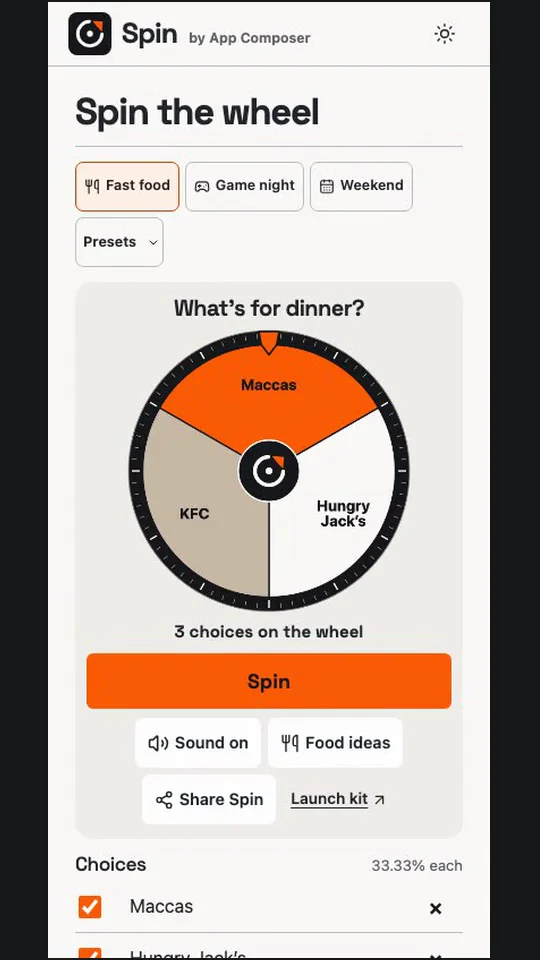 Spin by App Composer
Spin the wheel
Fast food
Game night
Weekend
Presets
What's for dinner?
Maccas
KFC
Hungry
Jack's
3 choices on the wheel
Spin
Sound on
Food ideas
Share Spin
Launch kit
Choices
33.33% each
Maccas
Hungry Jack's